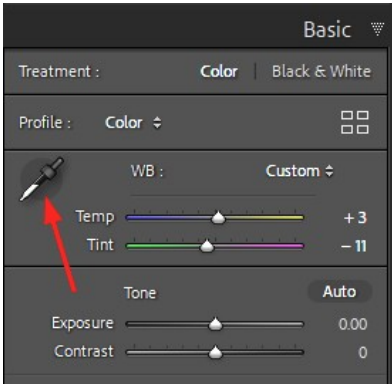 Basic
Treatment : Color | Black & White
Profile : Color
WB : Custom
Temp + 3
Tint - 11
Tone Auto
Exposure 0.00
Contrast 0